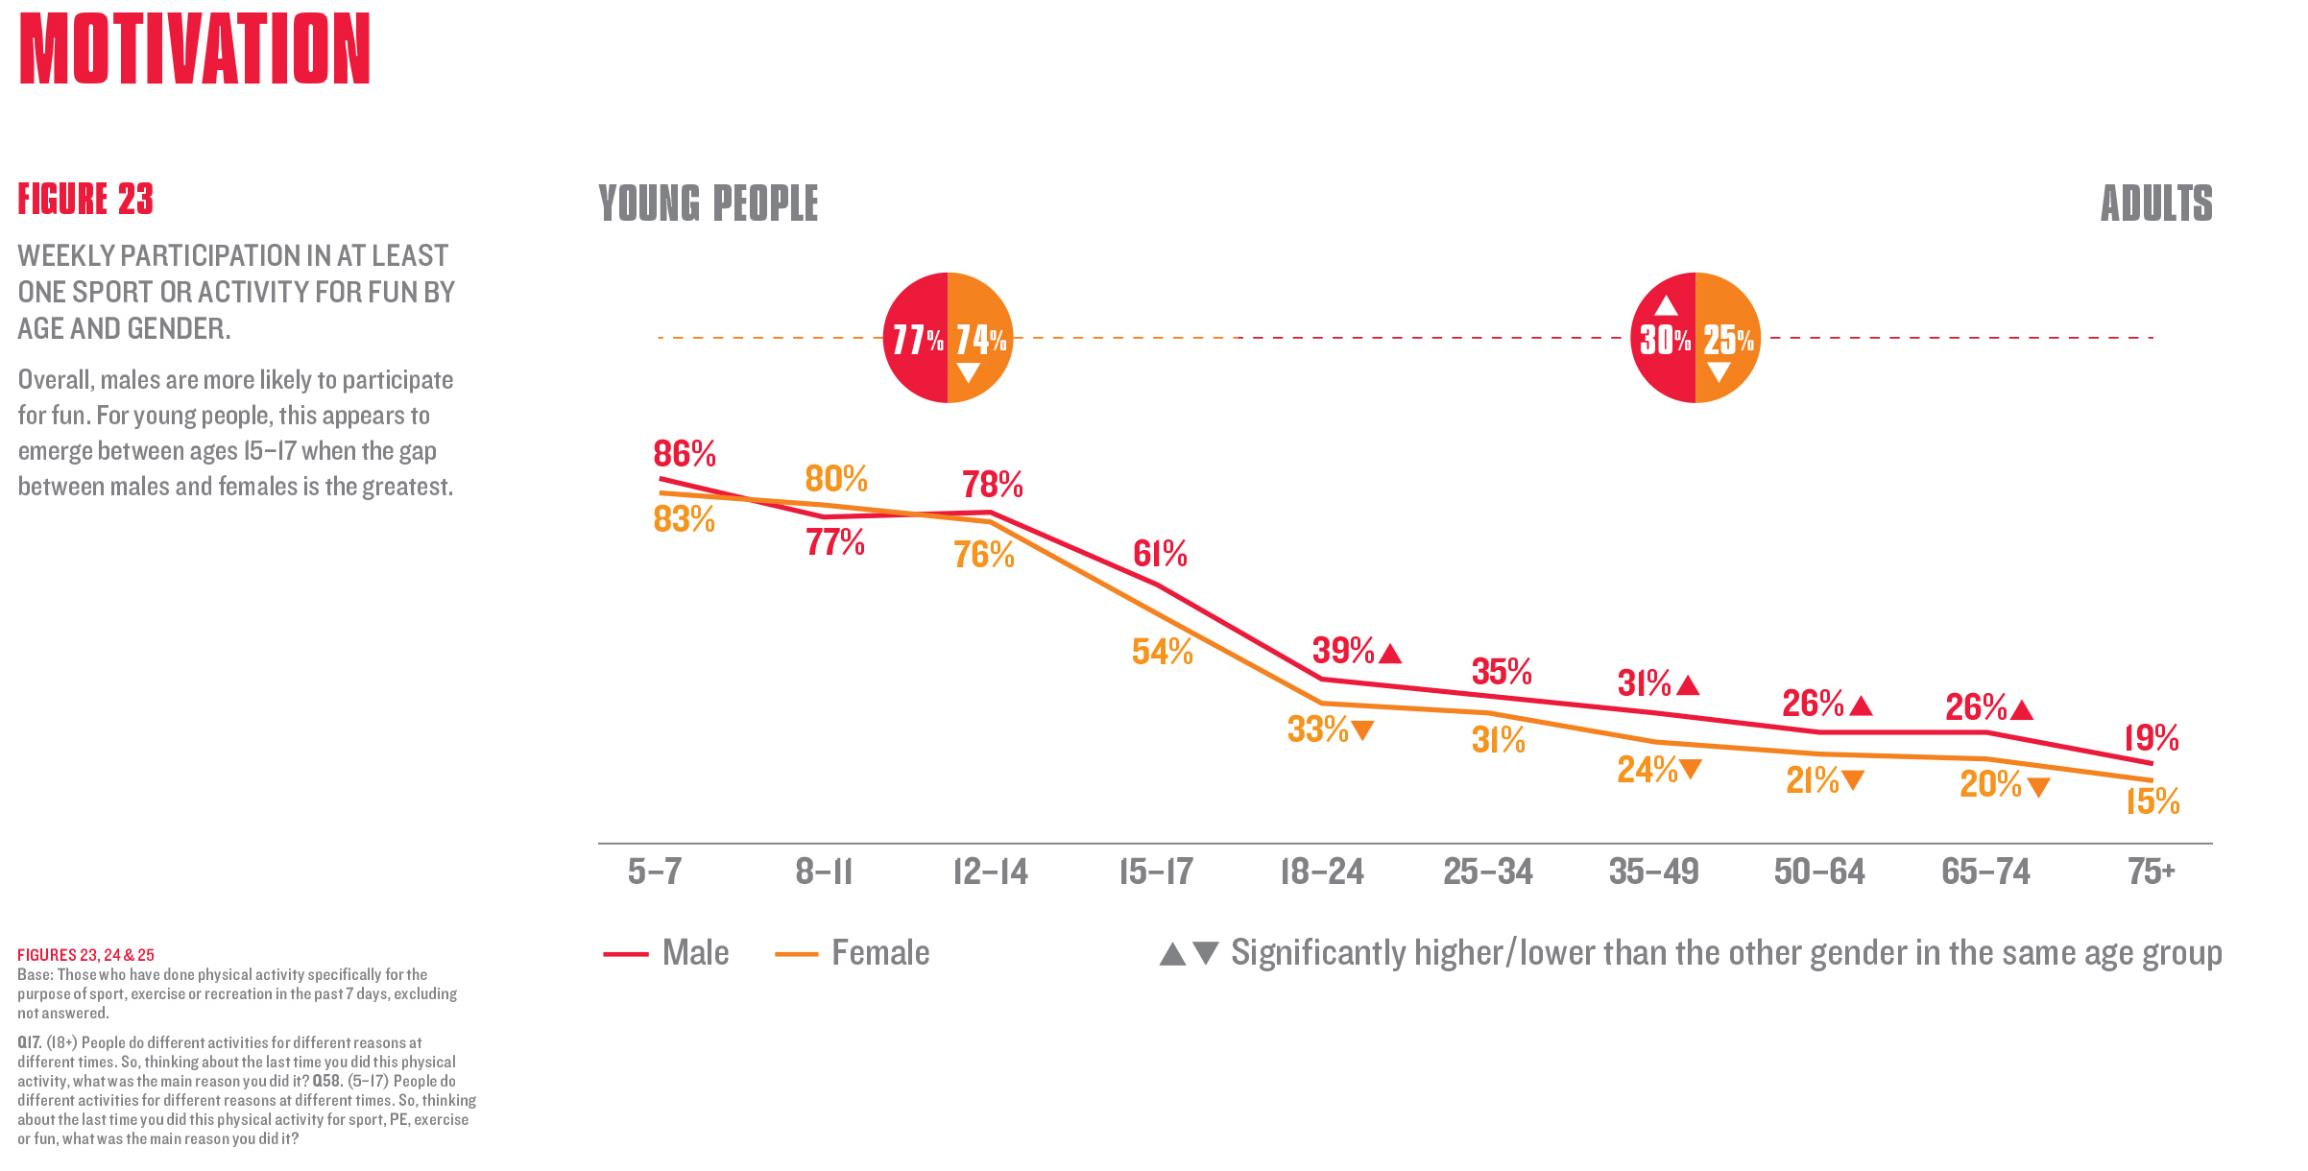 MOTIVATION
FIGURE 23
WEEKLY PARTICIPATION IN AT LEAST
ONE SPORT OR ACTIVITY FOR FUN BY
AGE AND GENDER.
Overall, males are more likely to participate
for fun. For young people, this appears to
emerge between ages 15–17 when the gap
between males and females is the greatest.
FIGURES 23, 24 & 25
Base: Those who have done physical activity specifically for the
purpose of sport, exercise or recreation in the past 7 days, excluding
not answered.
Q17. (18+) People do different activities for different reasons at
different times. So, thinking about the last time you did this physical
activity, what was the main reason you did it? Q58. (5–17) People do
different activities for different reasons at different times. So, thinking
about the last time you did this physical activity for sport, PE, exercise
or fun, what was the main reason you did it?
YOUNG PEOPLE ADULTS
77% 74% ▼ ▲ 30% 25% ▼
86% 80% 78% 61% 39%▲ 35% 31%▲ 26%▲ 26%▲ 19%
83% 77% 76% 54% 33%▼ 31% 24%▼ 21%▼ 20%▼ 15%
5–7 8–11 12–14 15–17 18–24 25–34 35–49 50–64 65–74 75+
Male Female ▲▼ Significantly higher/lower than the other gender in the same age group